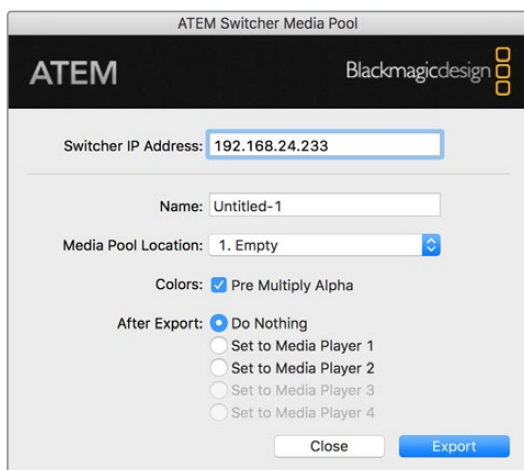 ATEM Switcher Media Pool
ATEM
Blackmagicdesign
Switcher IP Address: 192.168.24.233
Name: Untitled-1
Media Pool Location: 1. Empty
Colors: Pre Multiply Alpha
After Export: Do Nothing
Set to Media Player 1
Set to Media Player 2
Set to Media Player 3
Set to Media Player 4
Close Export